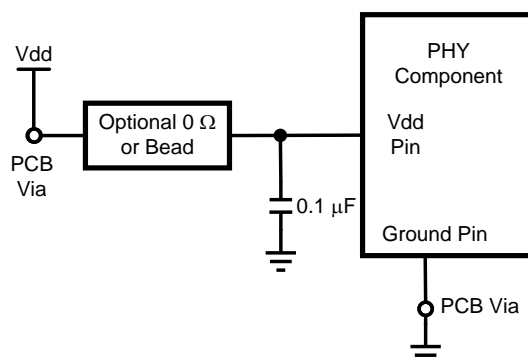 Vdd
PCB
Via
Optional 0 Ω
or Bead
0.1 μF
PHY
Component
Vdd
Pin
Ground Pin
PCB Via